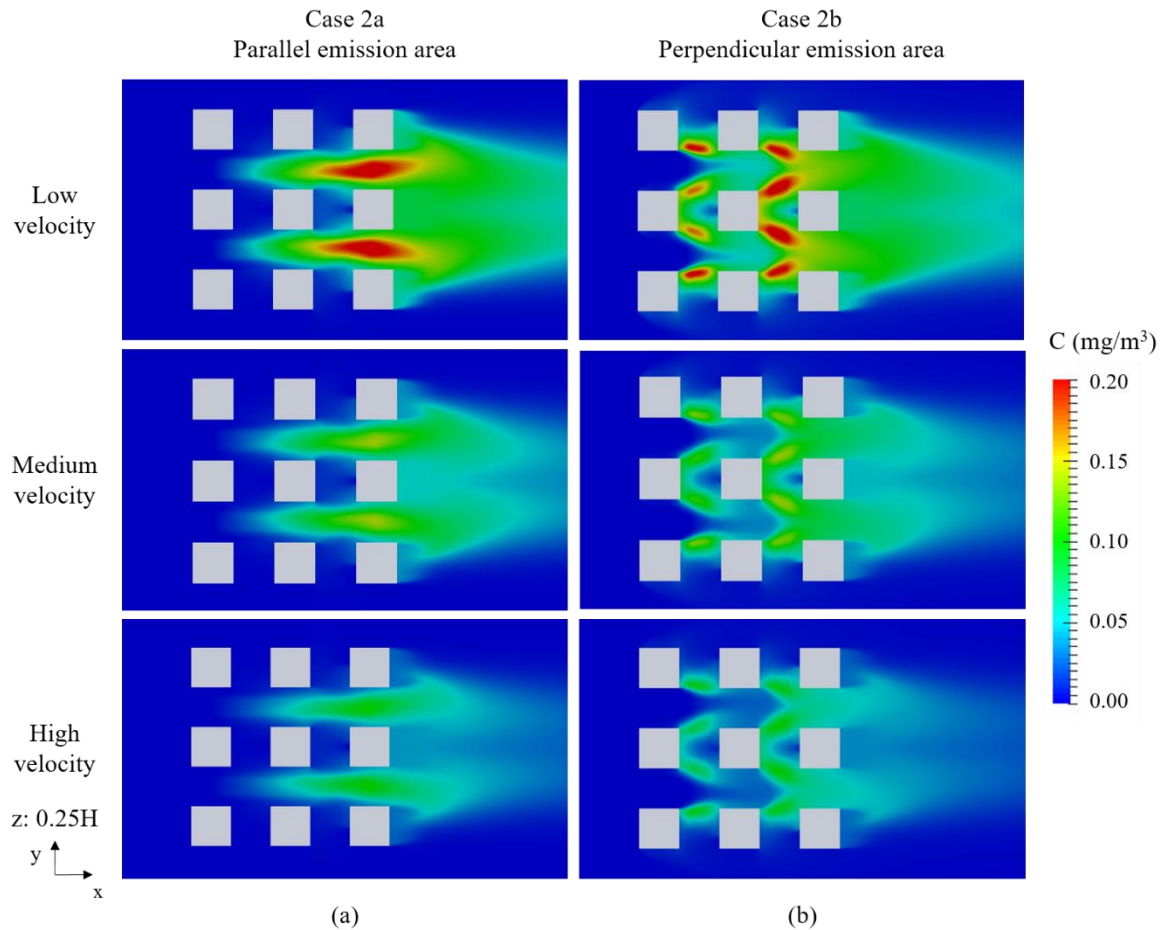 Case 2a
Parallel emission area
Case 2b
Perpendicular emission area
Low
velocity
Medium
velocity
High
velocity
z: 0.25H
y
x
C (mg/m³)
0.20
0.15
0.10
0.05
0.00
(a)
(b)